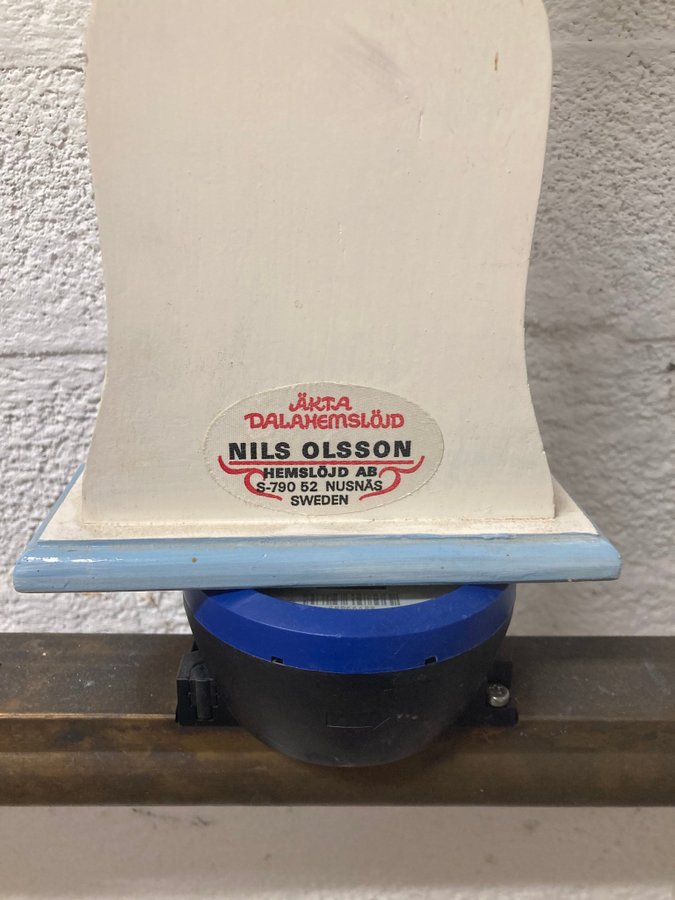 ÄKTA
DALAHEMSLÖJD
NILS OLSSON
HEMSLÖJD AB
S-790 52 NUSNÄS
SWEDEN